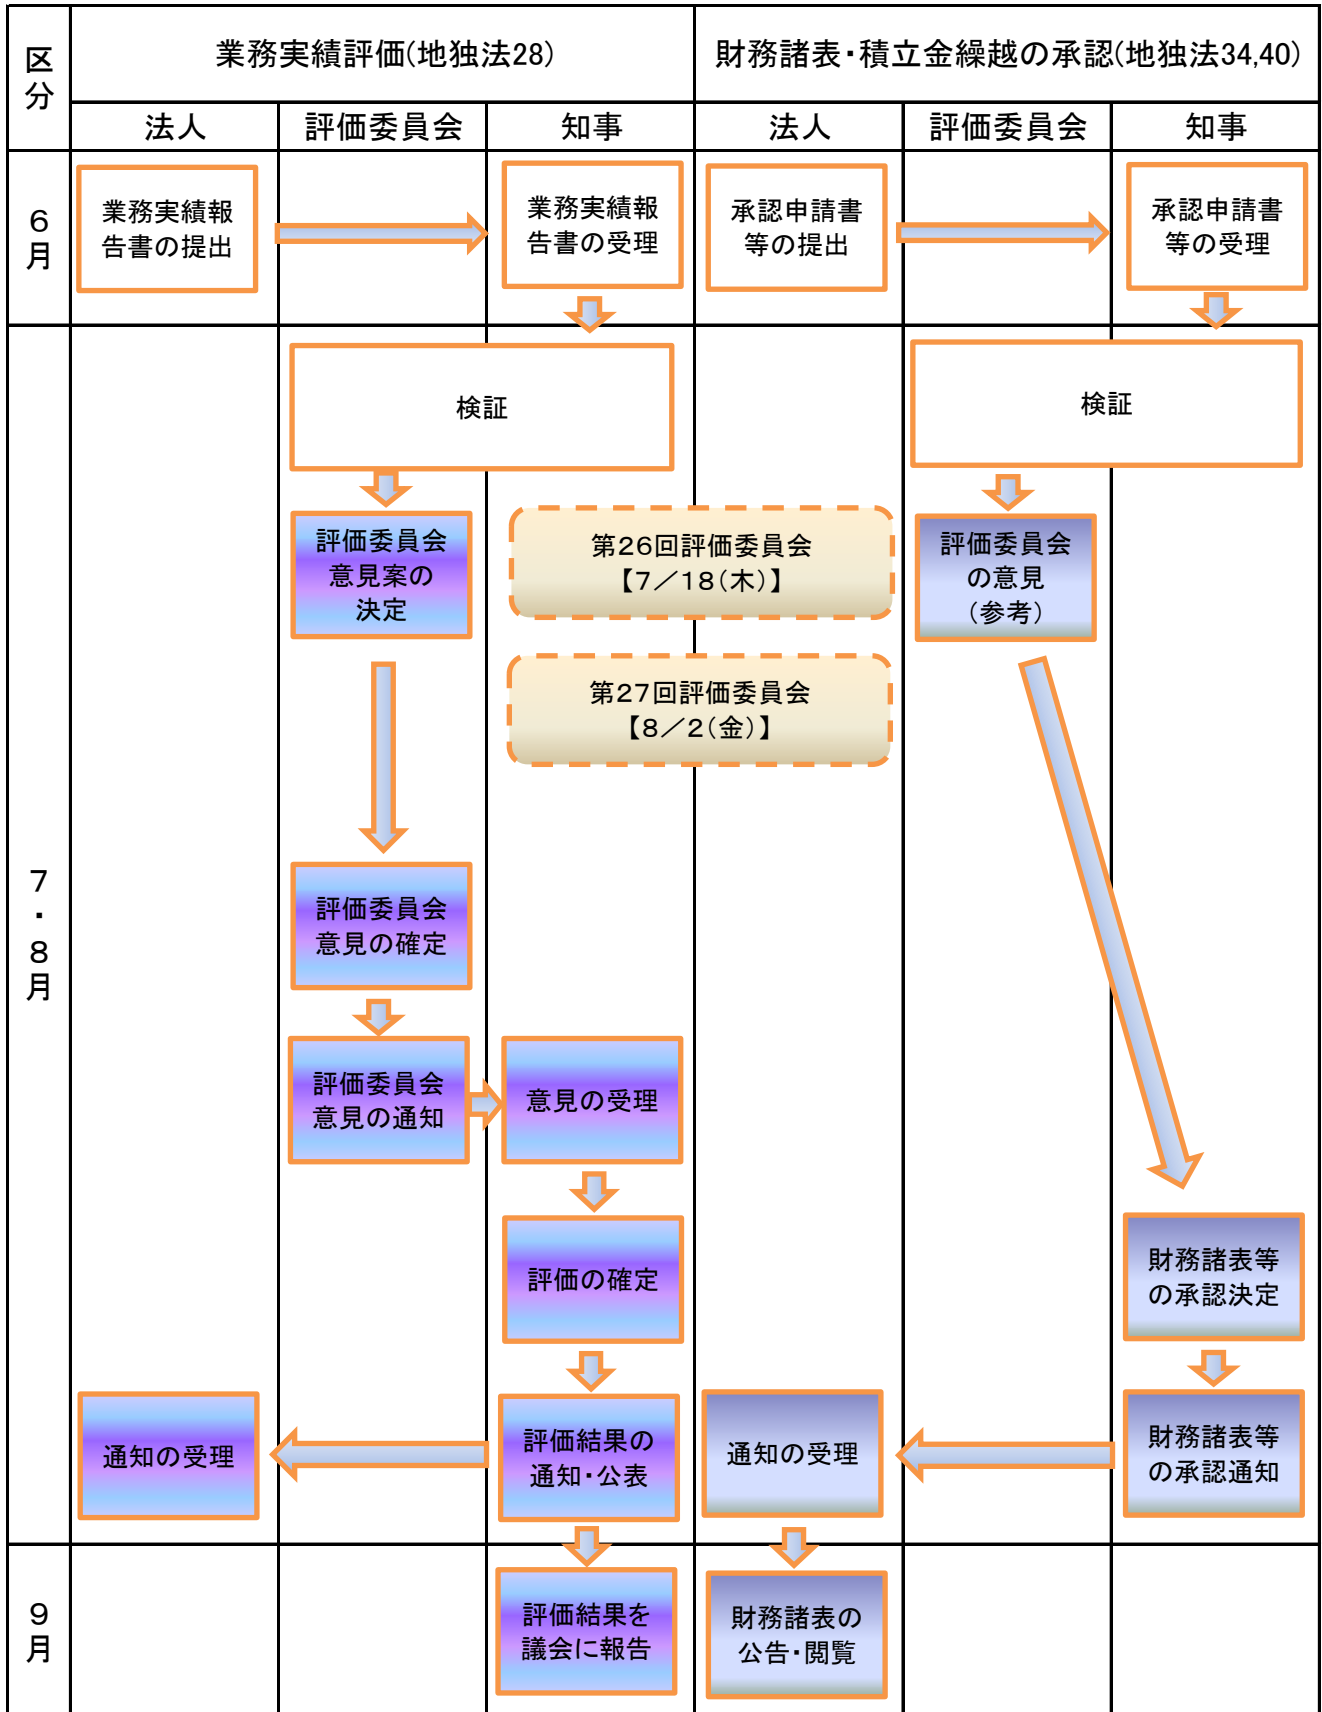 区
分
業務実績評価(地独法28)
財務諸表・積立金繰越の承認(地独法34,40)
法人
評価委員会
知事
法人
評価委員会
知事
6
月
業務実績報
告書の提出
業務実績報
告書の受理
承認申請書
等の提出
承認申請書
等の受理
7
・
8
月
検証
検証
評価委員会
意見案の
決定
第26回評価委員会
【7／18(木)】
評価委員会
の意見
(参考)
第27回評価委員会
【8／2(金)】
評価委員会
意見の確定
評価委員会
意見の通知
意見の受理
評価の確定
財務諸表等
の承認決定
通知の受理
評価結果の
通知・公表
通知の受理
財務諸表等
の承認通知
9
月
評価結果を
議会に報告
財務諸表の
公告・閲覧